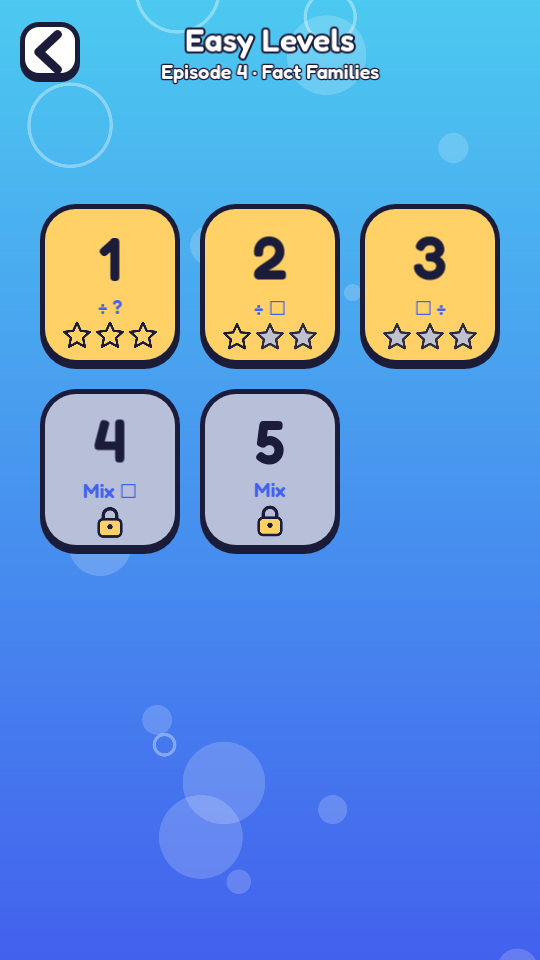 Easy Levels
Episode 4 · Fact Families
1
÷ ?
2
÷ □
3
□ ÷
4
Mix □
5
Mix